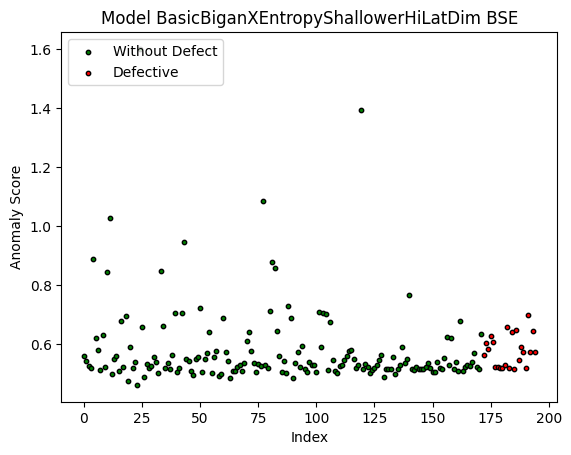 Model BasicBiganXEntropyShallowerHiLatDim BSE
Without Defect
Defective
Anomaly Score
1.6
1.4
1.2
1.0
0.8
0.6
0 25 50 75 100 125 150 175 200
Index